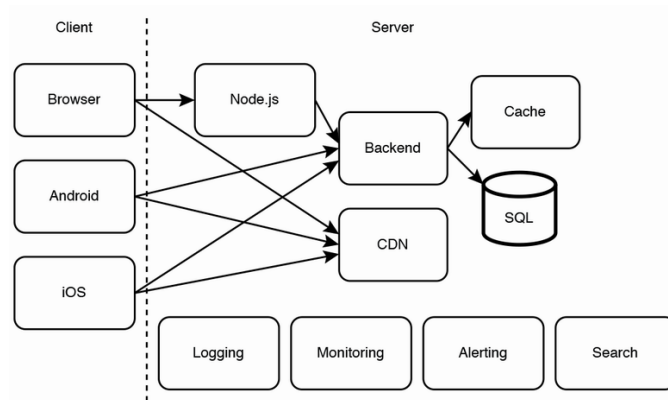 Client
Server
Browser
Node.js
Cache
Backend
Android
SQL
CDN
iOS
Logging
Monitoring
Alerting
Search